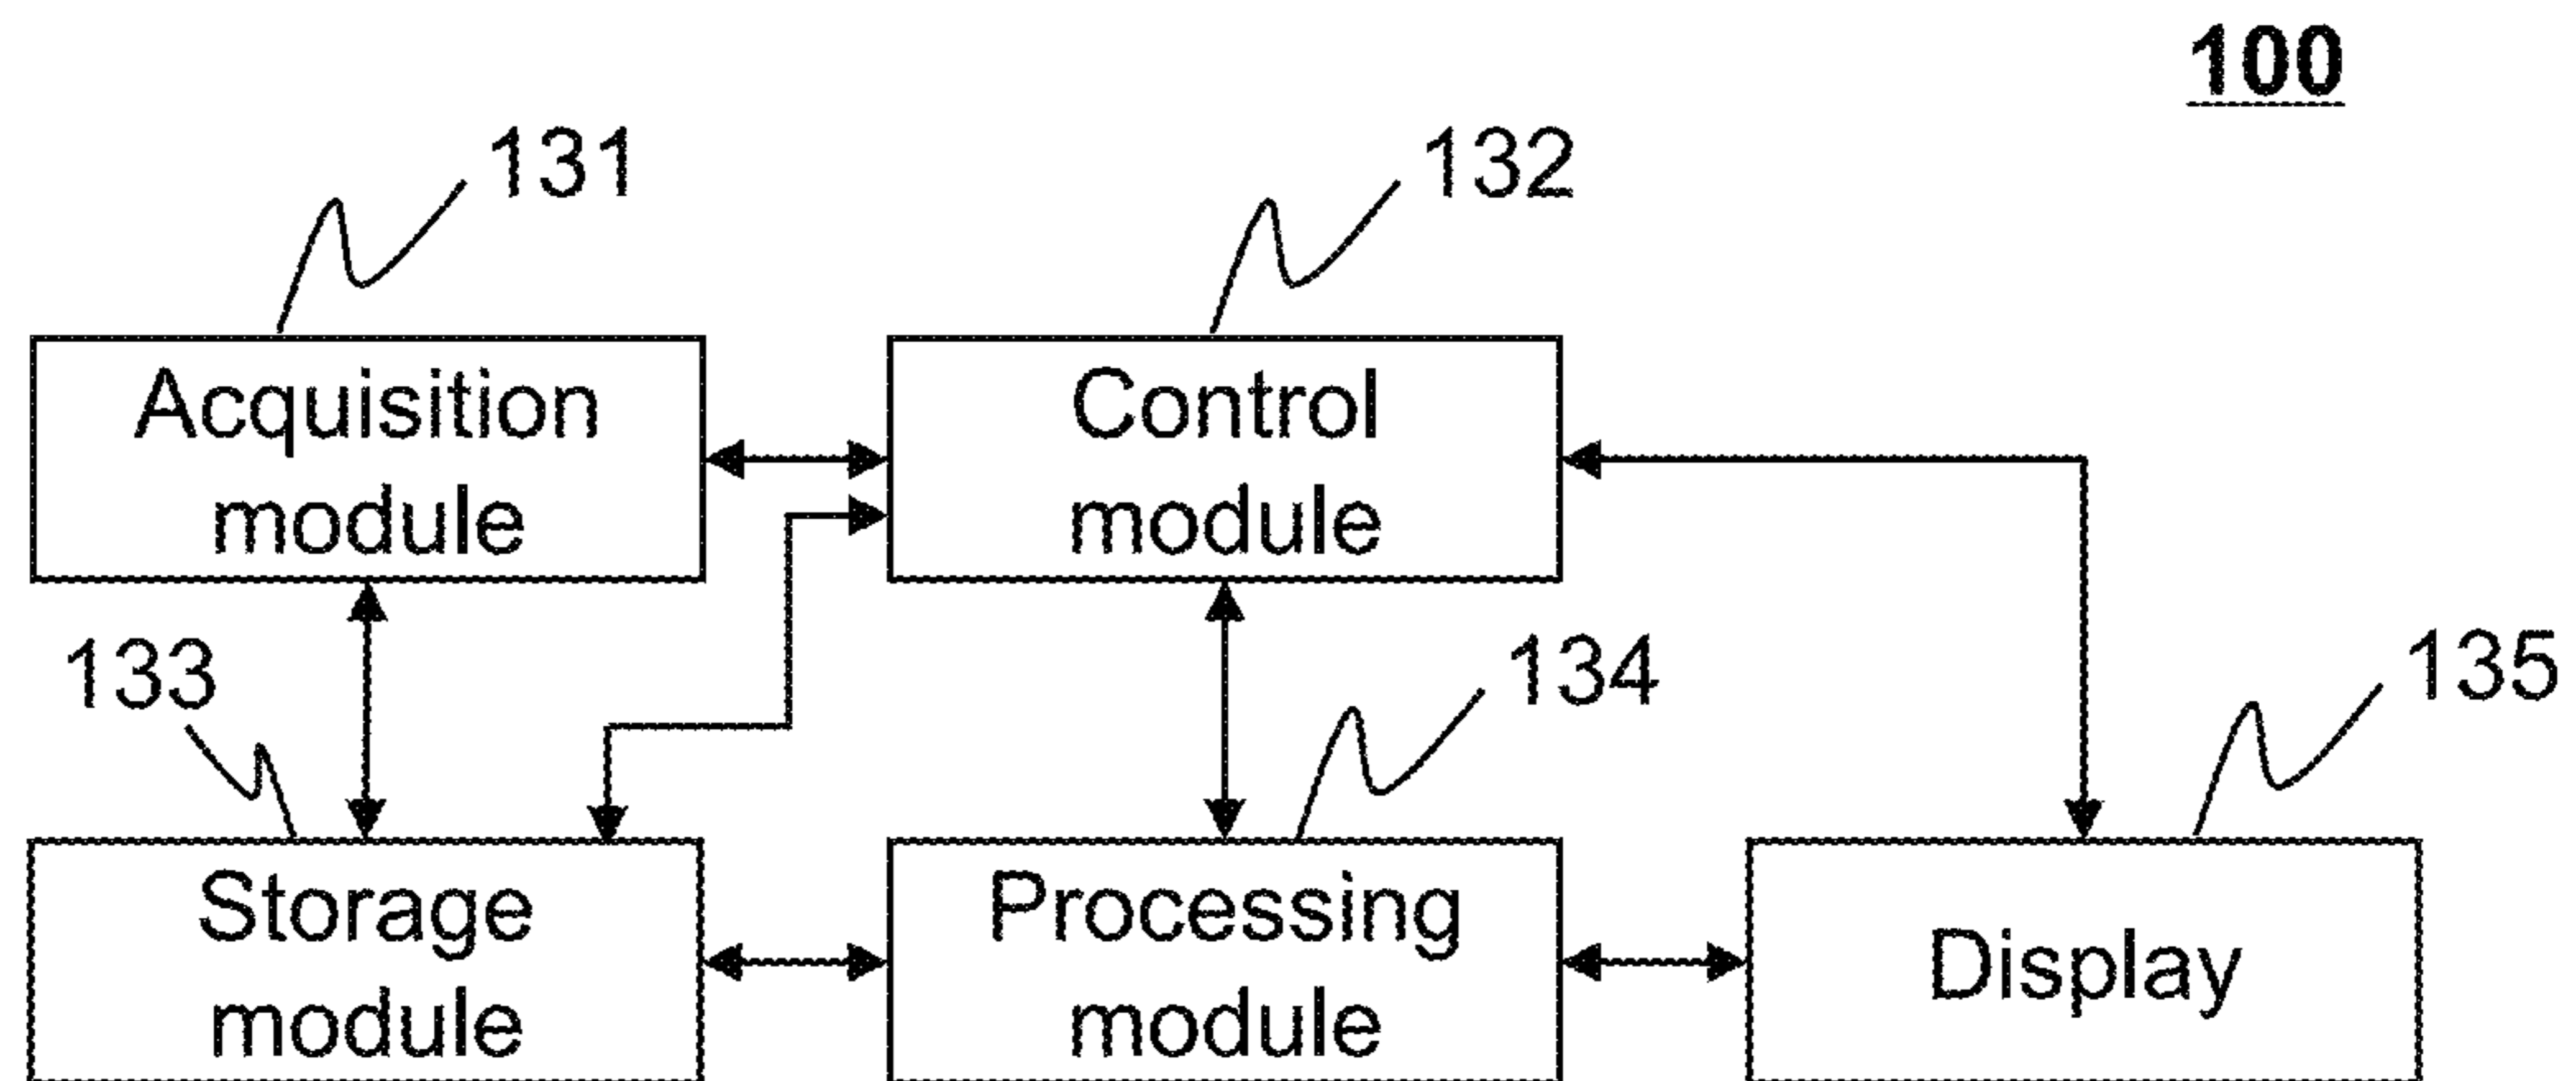 100
131
132
Acquisition
module
Control
module
133
134
135
Storage
module
Processing
module
Display